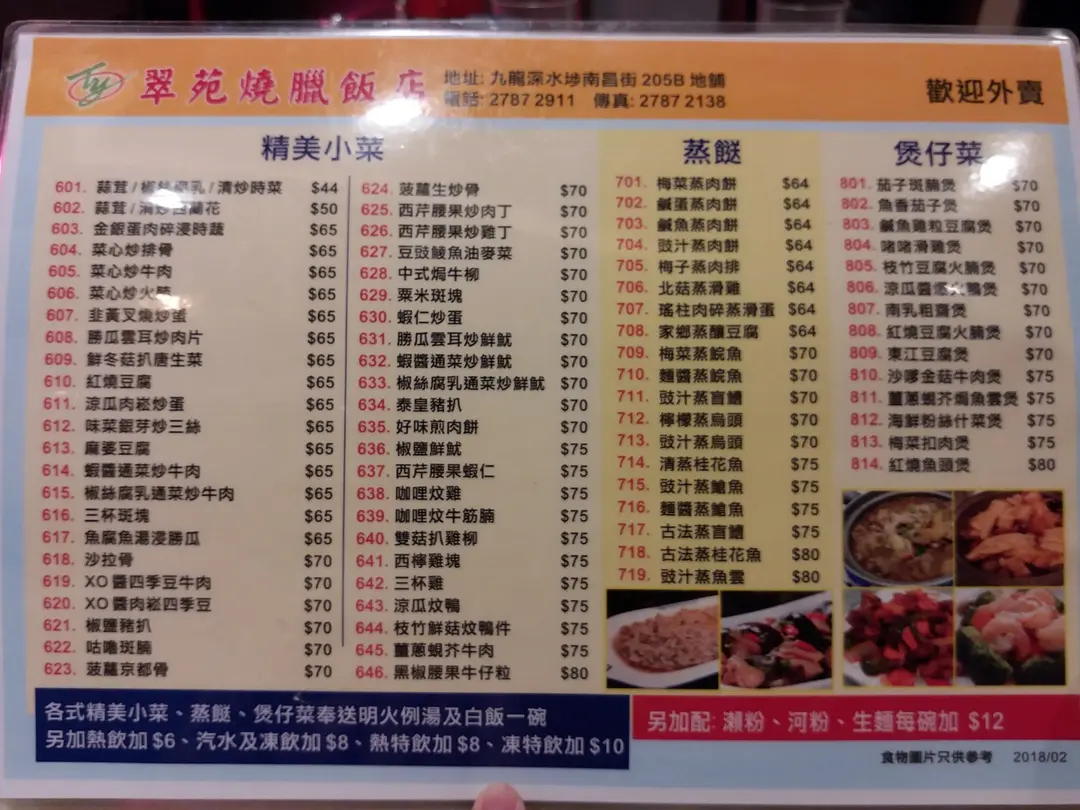 Ty 翠苑燒臘飯店
地址: 九龍深水埗南昌街 205B 地舖
電話: 2787 2911 傳真: 2787 2138
歡迎外賣
精美小菜
601. 蒜茸 / 椒絲腐乳 / 清炒時菜 $44
602. 蒜茸 / 清炒西蘭花 $50
603. 金銀蛋肉碎浸時蔬 $65
604. 菜心炒排骨 $65
605. 菜心炒牛肉 $65
606. 菜心炒火腩 $65
607. 韭黃叉燒炒蛋 $65
608. 勝瓜雲耳炒肉片 $65
609. 鮮冬菇扒唐生菜 $65
610. 紅燒豆腐 $65
611. 涼瓜肉崧炒蛋 $65
612. 味菜銀芽炒三絲 $65
613. 麻婆豆腐 $65
614. 蝦醬通菜炒牛肉 $65
615. 椒絲腐乳通菜炒牛肉 $65
616. 三杯斑塊 $65
617. 魚腐魚湯浸勝瓜 $65
618. 沙拉骨 $70
619. XO 醬四季豆牛肉 $70
620. XO 醬肉崧四季豆 $70
621. 椒鹽豬扒 $70
622. 咕嚕斑腩 $70
623. 菠蘿京都骨 $70
624. 菠蘿生炒骨 $70
625. 西芹腰果炒肉丁 $70
626. 西芹腰果炒雞丁 $70
627. 豆豉鯪魚油麥菜 $70
628. 中式焗牛柳 $70
629. 粟米斑塊 $70
630. 蝦仁炒蛋 $70
631. 勝瓜雲耳炒鮮魷 $70
632. 蝦醬通菜炒鮮魷 $70
633. 椒絲腐乳通菜炒鮮魷 $70
634. 泰皇豬扒 $70
635. 好味煎肉餅 $70
636. 椒鹽鮮魷 $75
637. 西芹腰果蝦仁 $75
638. 咖喱炆雞 $75
639. 咖喱炆牛筋腩 $75
640. 雙菇扒雞柳 $75
641. 西檸雞塊 $75
642. 三杯雞 $75
643. 涼瓜炆鴨 $75
644. 枝竹鮮菇炆鴨件 $75
645. 薑蔥蜆芥牛肉 $75
646. 黑椒腰果牛仔粒 $80
蒸餸
701. 梅菜蒸肉餅 $64
702. 鹹蛋蒸肉餅 $64
703. 鹹魚蒸肉餅 $64
704. 豉汁蒸肉餅 $64
705. 梅子蒸肉排 $64
706. 北菇蒸滑雞 $64
707. 瑤柱肉碎蒸滑蛋 $64
708. 家鄉蒸釀豆腐 $64
709. 梅菜蒸鯇魚 $70
710. 麵醬蒸鯇魚 $70
711. 豉汁蒸盲鰽 $70
712. 檸檬蒸烏頭 $70
713. 豉汁蒸烏頭 $70
714. 清蒸桂花魚 $75
715. 豉汁蒸鯧魚 $75
716. 麵醬蒸鯧魚 $75
717. 古法蒸盲鰽 $75
718. 古法蒸桂花魚 $80
719. 豉汁蒸魚雲 $80
煲仔菜
801. 茄子斑腩煲 $70
802. 魚香茄子煲 $70
803. 鹹魚雞粒豆腐煲 $70
804. 啫啫滑雞煲 $70
805. 枝竹豆腐火腩煲 $70
806. 涼瓜醬炆火鴨煲 $70
807. 南乳粗齋煲 $70
808. 紅燒豆腐火腩煲 $70
809. 東江豆腐煲 $70
810. 沙嗲金菇牛肉煲 $75
811. 薑蔥蜆芥焗魚雲煲 $75
812. 海鮮粉絲什菜煲 $75
813. 梅菜扣肉煲 $75
814. 紅燒魚頭煲 $80
各式精美小菜、蒸餸、煲仔菜奉送明火例湯及白飯一碗
另加熱飲加 $6、汽水及凍飲加 $8、熱特飲加 $8、凍特飲加 $10
另加配: 瀨粉、河粉、生麵每碗加 $12
食物圖片只供參考 2018/02